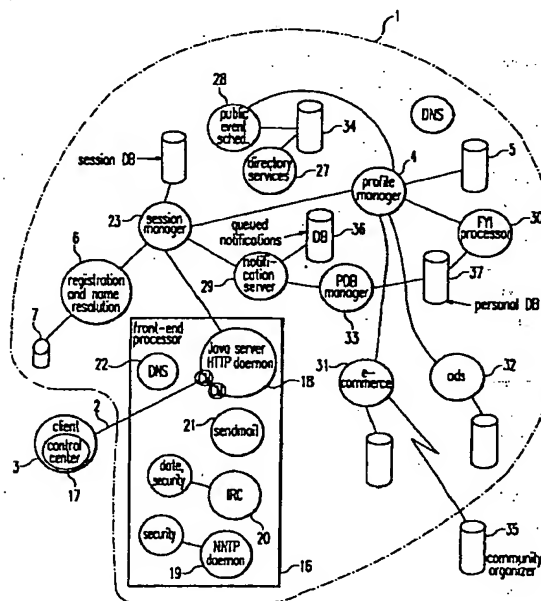 1
28
public
event
sched.
34
DNS
directory
services
27
4
profile
manager
5
session DB
23
session
manager
queued
notifications
DB
36
FYI
processor
30
6
registration
and name
resolution
notifi-
cation
server
29
PDB
manager
33
37
personal DB
7
front-end
processor
22
DNS
Java server
HTTP daemon
18
31
e-
commerce
ads
32
2
client
control
center
3
17
sendmail
21
date,
security
IRC
20
security
NNTP
daemon
19
16
35
community
organizer